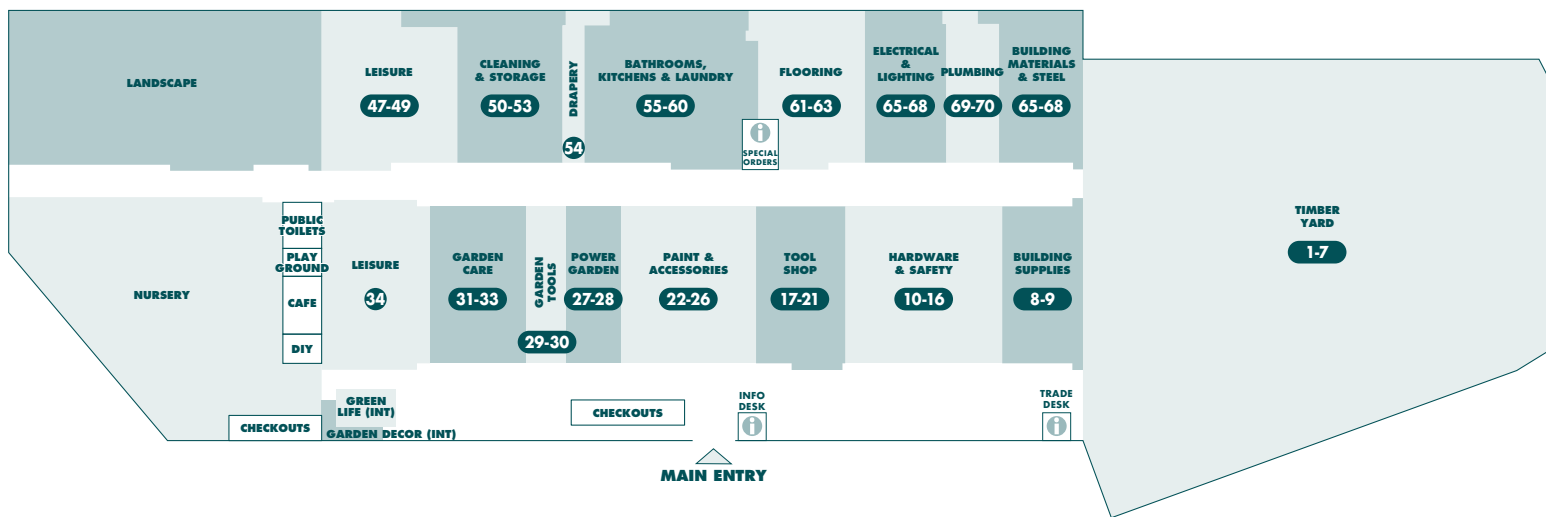 LANDSCAPE
LEISURE
47-49
CLEANING
& STORAGE
50-53
DRAPERY
54
BATHROOMS,
KITCHENS & LAUNDRY
55-60
FLOORING
61-63
SPECIAL
ORDERS
ELECTRICAL
&
LIGHTING
65-68
PLUMBING
69-70
BUILDING
MATERIALS
& STEEL
65-68
TIMBER
YARD
1-7
NURSERY
PUBLIC
TOILETS
PLAY
GROUND
CAFE
DIY
LEISURE
34
GARDEN
CARE
31-33
GARDEN
TOOLS
29-30
POWER
GARDEN
27-28
PAINT &
ACCESSORIES
22-26
TOOL
SHOP
17-21
HARDWARE
& SAFETY
10-16
BUILDING
SUPPLIES
8-9
CHECKOUTS
GREEN
LIFE (INT)
GARDEN DECOR (INT)
CHECKOUTS
INFO
DESK
TRADE
DESK
MAIN ENTRY